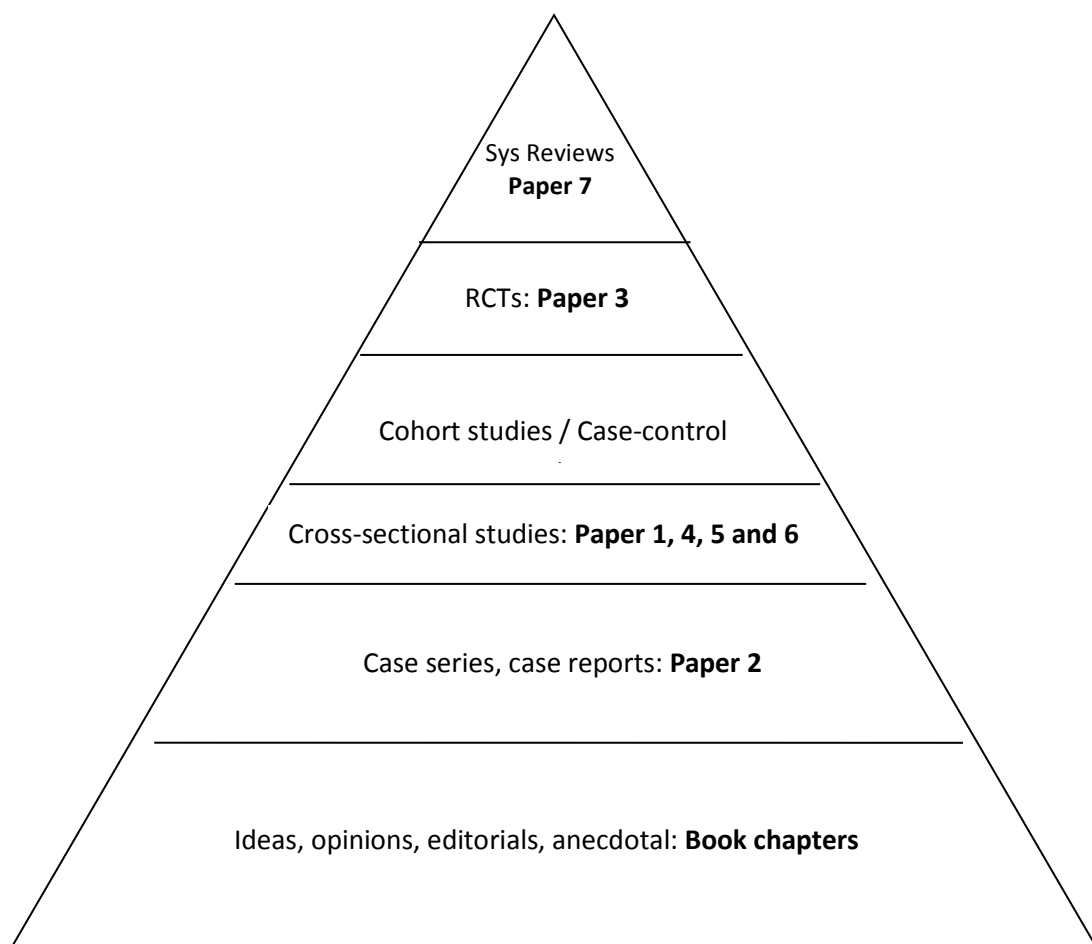 Sys Reviews
Paper 7
RCTs: Paper 3
Cohort studies / Case-control
Cross-sectional studies: Paper 1, 4, 5 and 6
Case series, case reports: Paper 2
Ideas, opinions, editorials, anecdotal: Book chapters